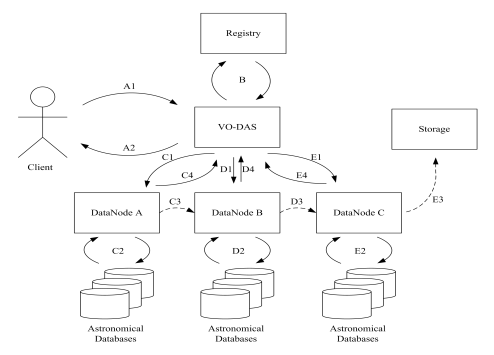 Registry
B
A1
A2
VO-DAS
Storage
Client
C1
C4
D1
D4
E1
E4
DataNode A
C3
DataNode B
D3
DataNode C
E3
C2
D2
E2
Astronomical
Databases
Astronomical
Databases
Astronomical
Databases